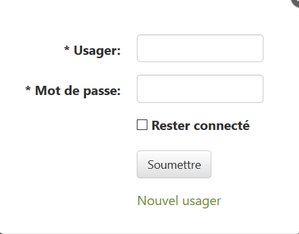 * Usager:
* Mot de passe:
Rester connecté
Soumettre
Nouvel usager